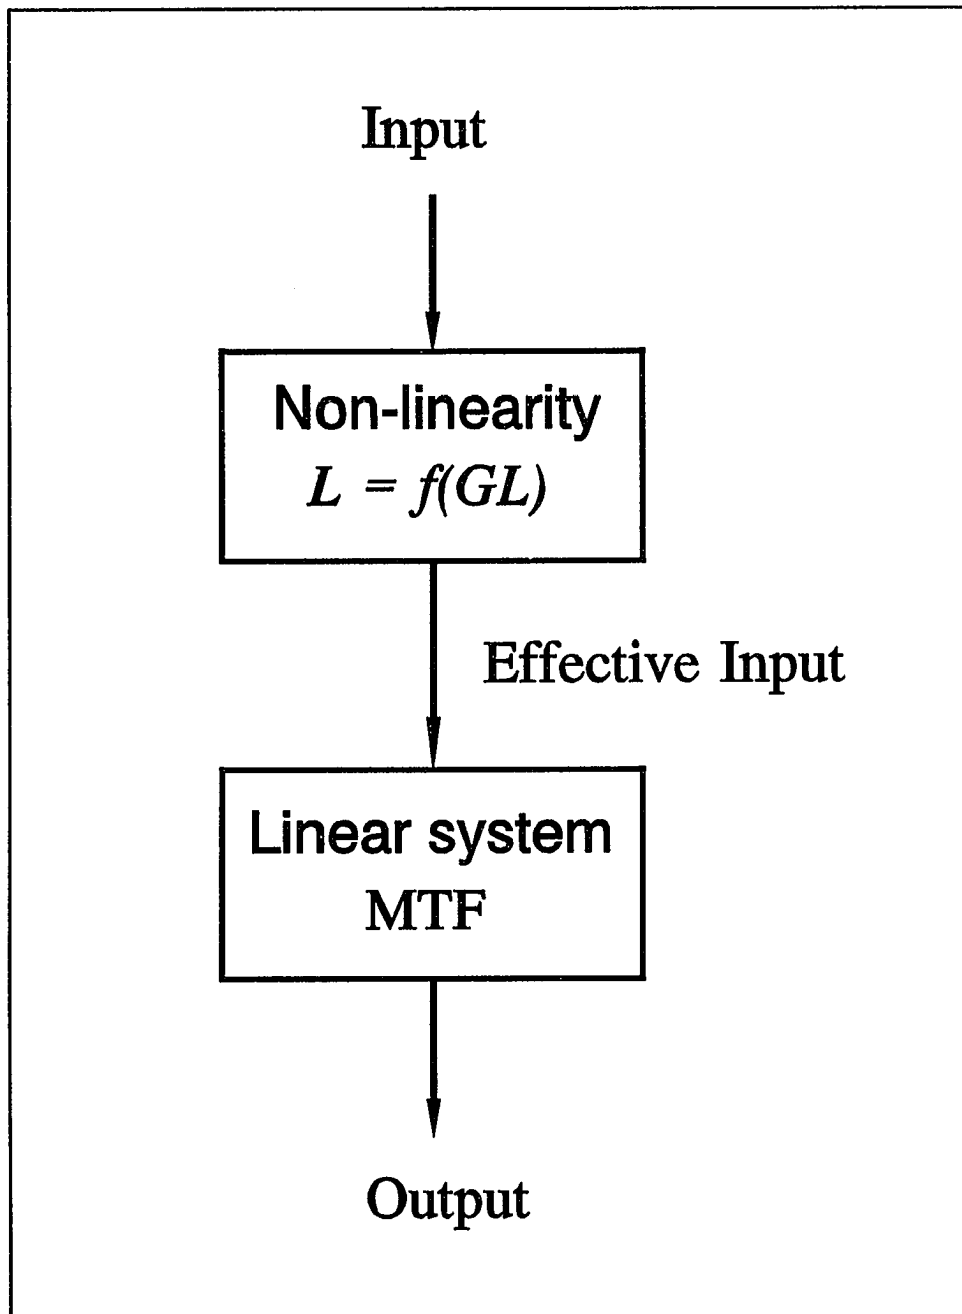 Input
Non-linearity
L = f(GL)
Effective Input
Linear system
MTF
Output